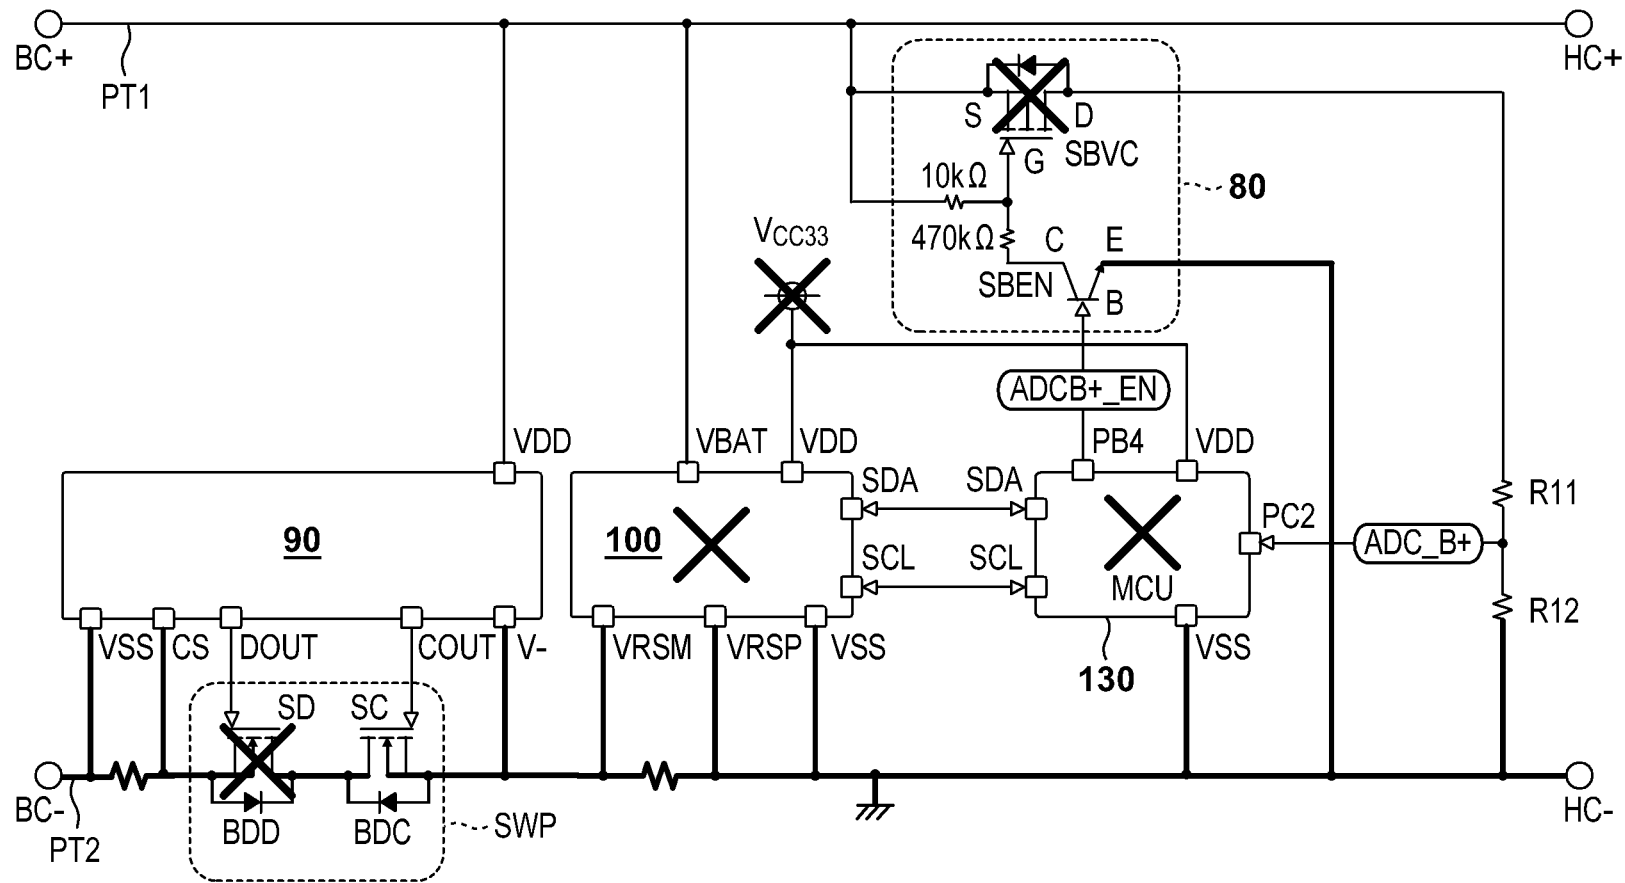 BC+
HC+
PT1
S
D
G
SBVC
10kΩ
80
470kΩ
C
E
VCC33
SBEN
B
ADCB+_EN
VDD
VBAT
VDD
PB4
VDD
SDA
SDA
R11
PC2
90
100
ADC_B+
SCL
SCL
MCU
R12
VSS
CS
DOUT
COUT
V-
VRSM
VRSP
VSS
VSS
130
SD
SC
BC-
HC-
BDD
BDC
SWP
PT2